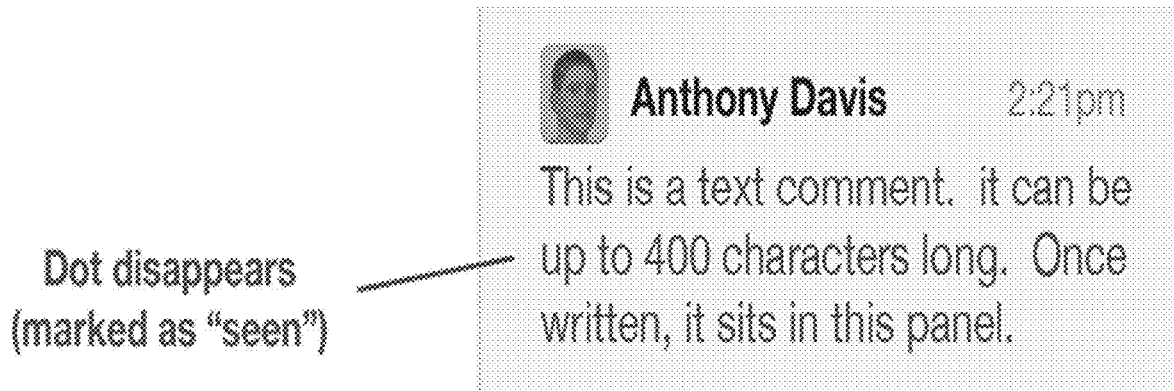 Anthony Davis 2:21pm
This is a text comment. it can be
up to 400 characters long. Once
written, it sits in this panel.
Dot disappears
(marked as “seen”)